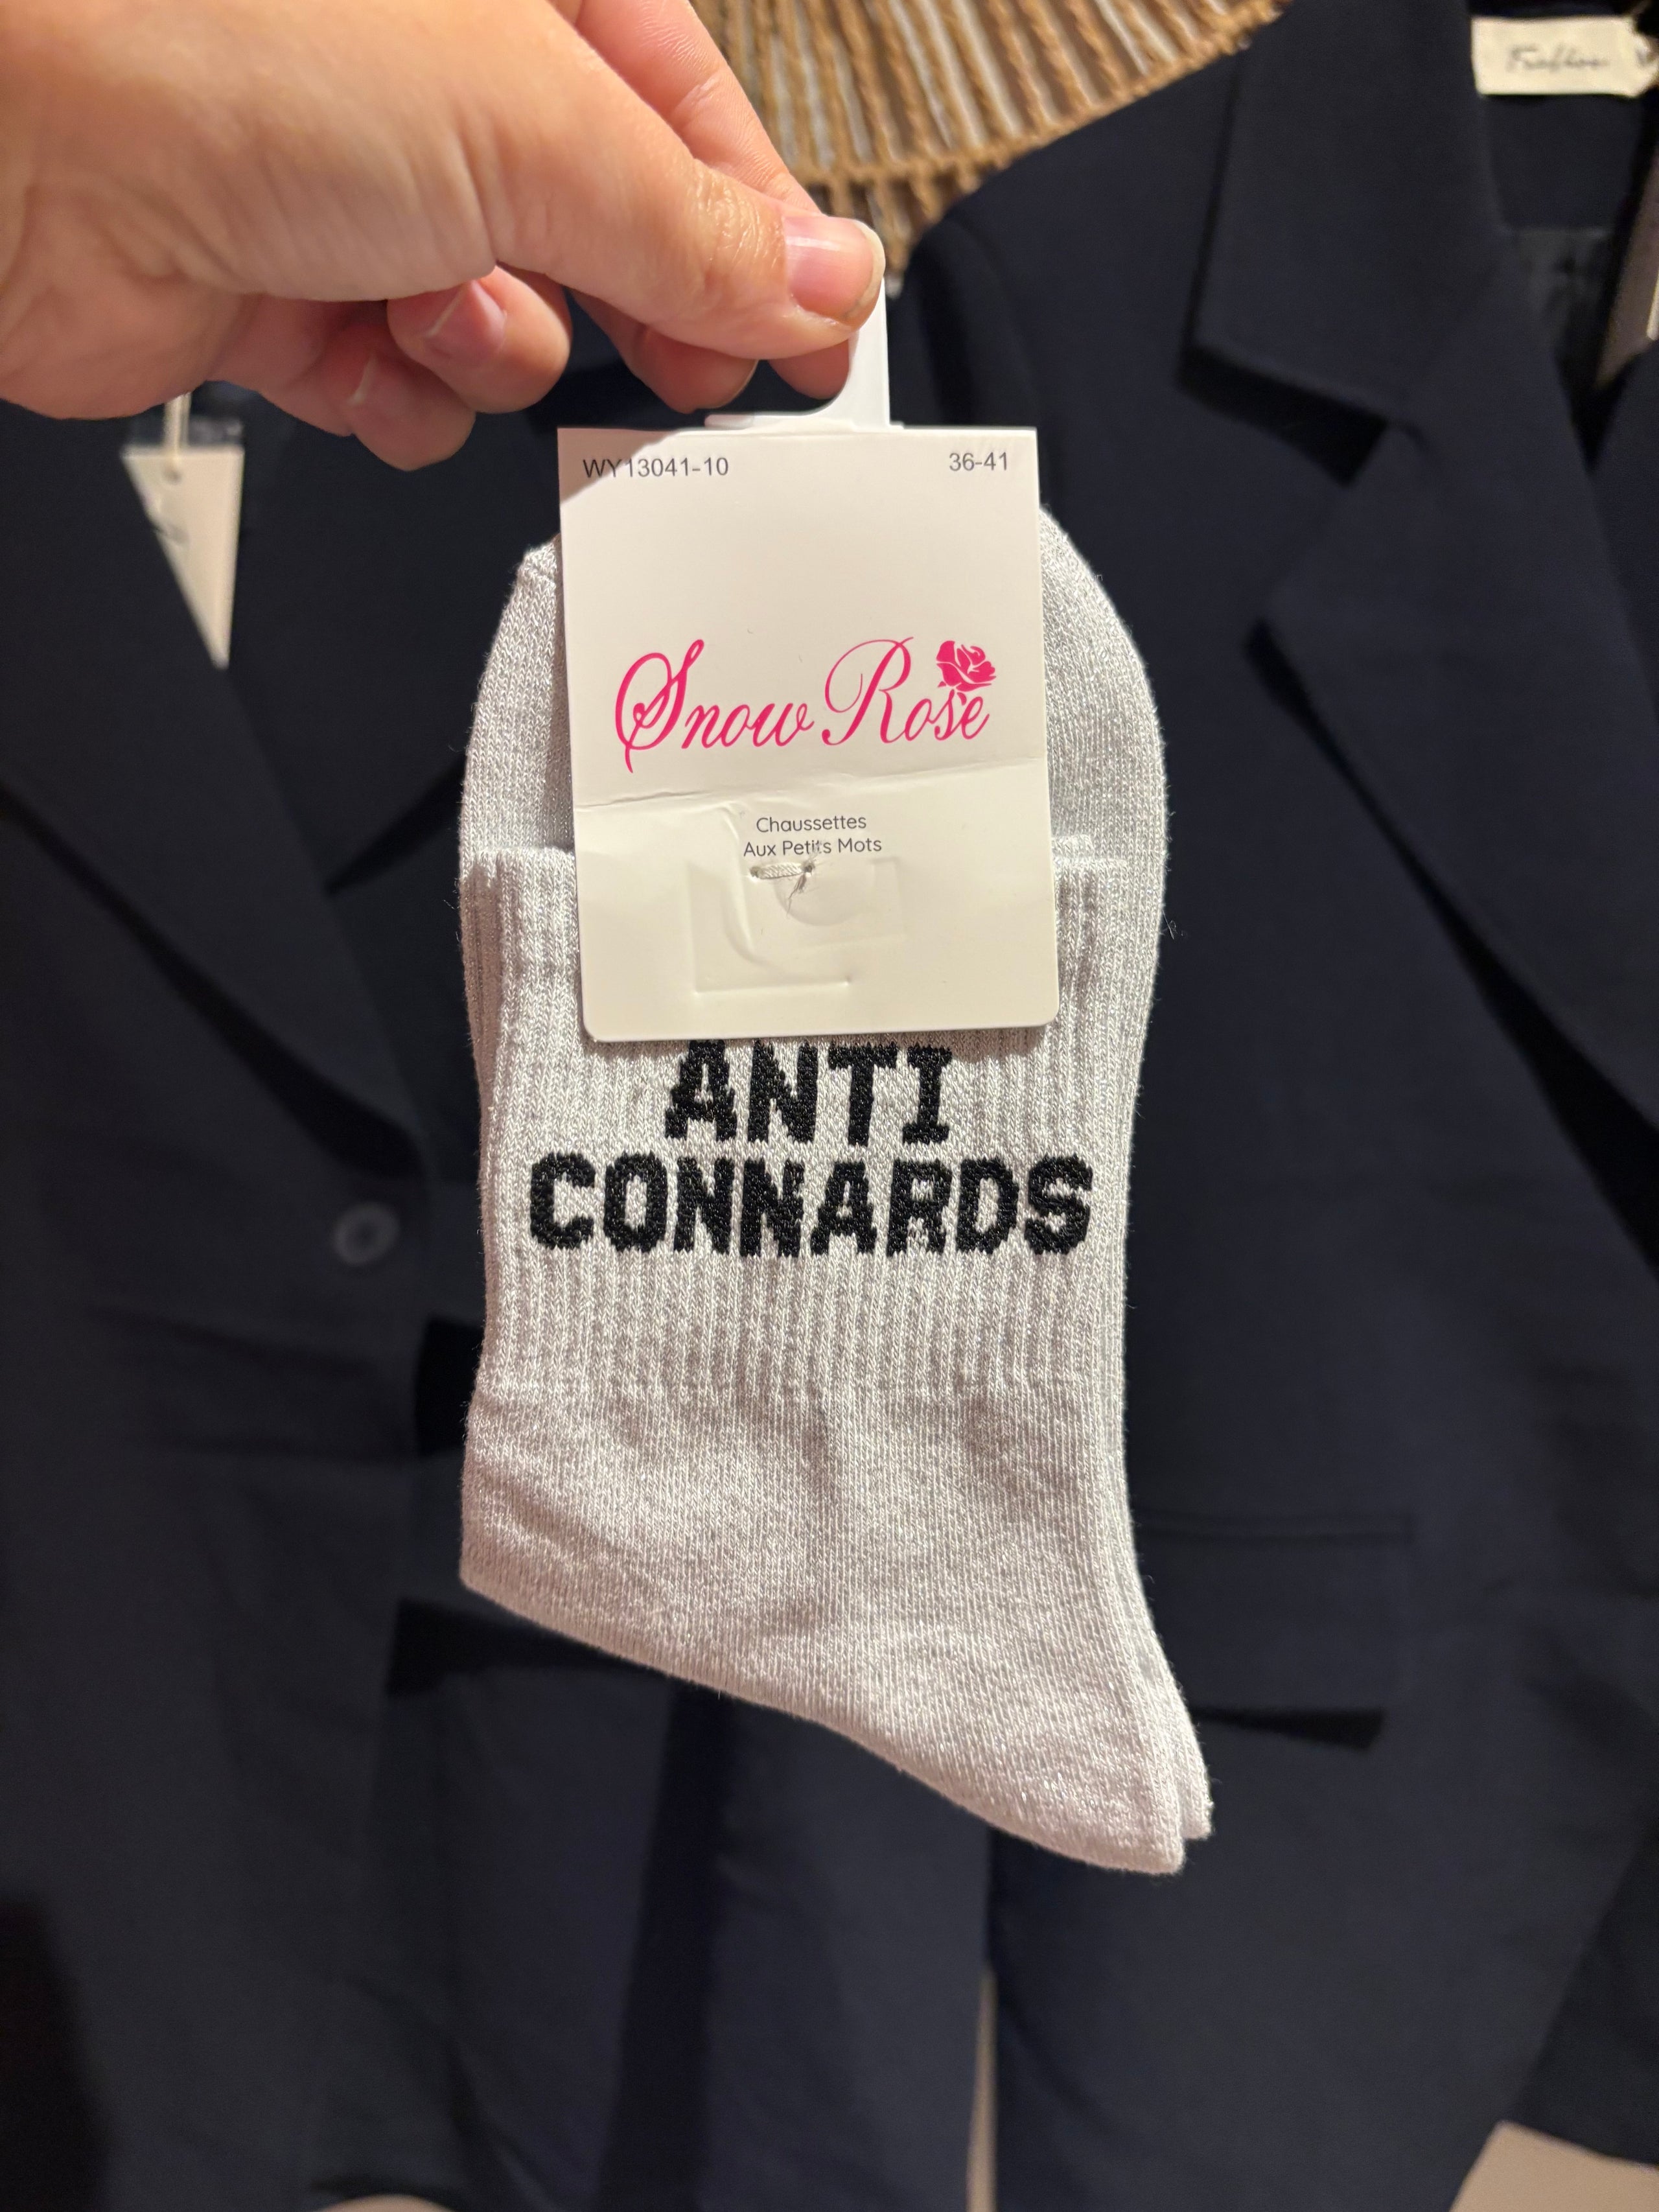 WY13041-10 36-41
Snow Rose
Chaussettes
Aux Petits Mots
ANTI
CONNARDS